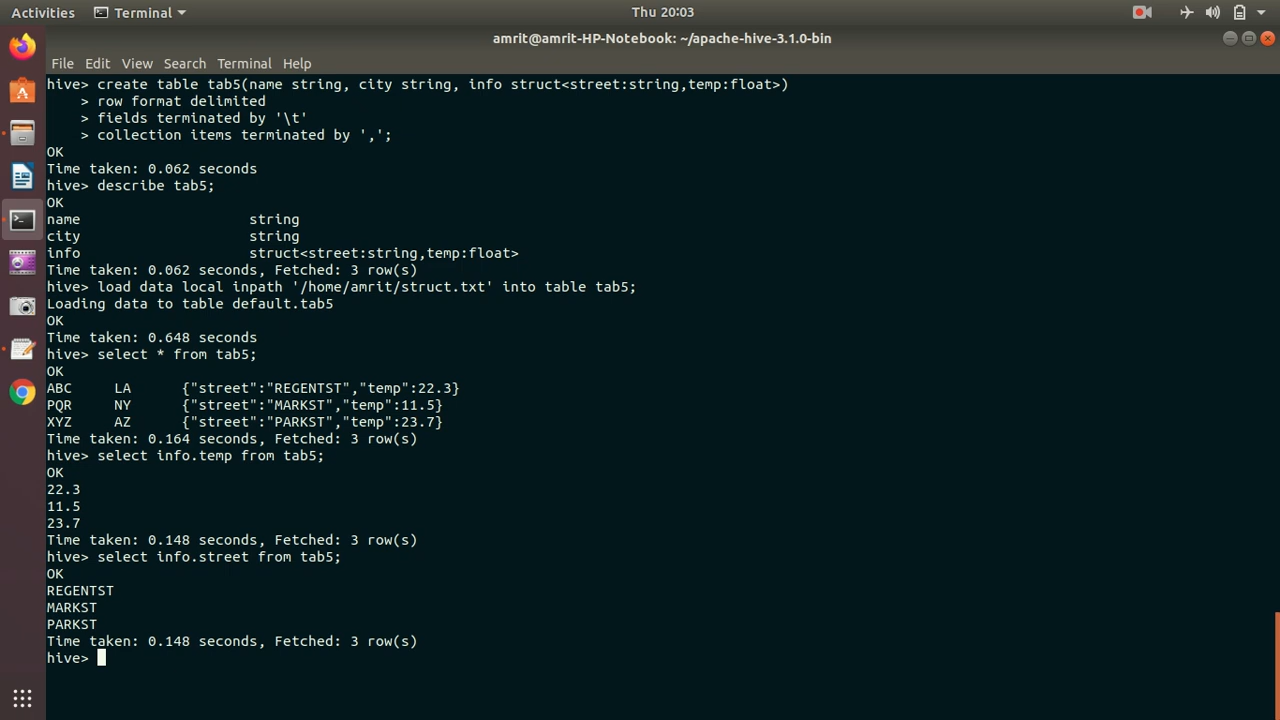 Activities Terminal Thu 20:03
amrit@amrit-HP-Notebook: ~/apache-hive-3.1.0-bin
File Edit View Search Terminal Help
hive> create table tab5(name string, city string, info struct<street:string,temp:float>)
    > row format delimited
    > fields terminated by '\t'
    > collection items terminated by ',';
OK
Time taken: 0.062 seconds
hive> describe tab5;
OK
name                    string
city                    string
info                    struct<street:string,temp:float>
Time taken: 0.062 seconds, Fetched: 3 row(s)
hive> load data local inpath '/home/amrit/struct.txt' into table tab5;
Loading data to table default.tab5
OK
Time taken: 0.648 seconds
hive> select * from tab5;
OK
ABC     LA      {"street":"REGENTST","temp":22.3}
PQR     NY      {"street":"MARKST","temp":11.5}
XYZ     AZ      {"street":"PARKST","temp":23.7}
Time taken: 0.164 seconds, Fetched: 3 row(s)
hive> select info.temp from tab5;
OK
22.3
11.5
23.7
Time taken: 0.148 seconds, Fetched: 3 row(s)
hive> select info.street from tab5;
OK
REGENTST
MARKST
PARKST
Time taken: 0.148 seconds, Fetched: 3 row(s)
hive>